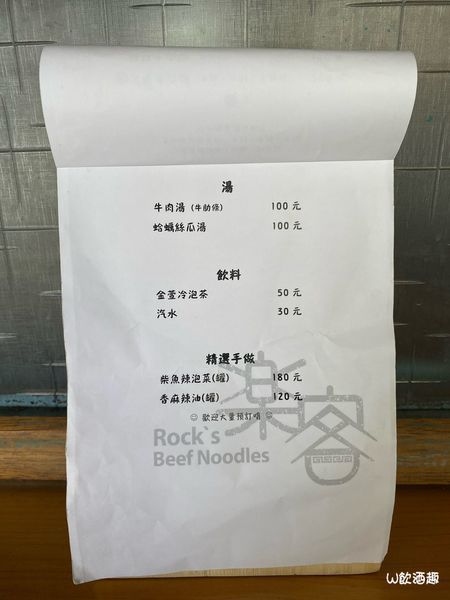 湯
牛肉湯 (牛肋條) 100 元
蛤蠣絲瓜湯 100 元
飲料
金萱冷泡茶 50 元
汽水 30 元
精選手做
柴魚辣泡菜(罐) 180 元
香麻辣油(罐) 120 元
☺ 歡迎大量預訂唷 ☺
樂客
Rock`s
Beef Noodles
W飲酒趣